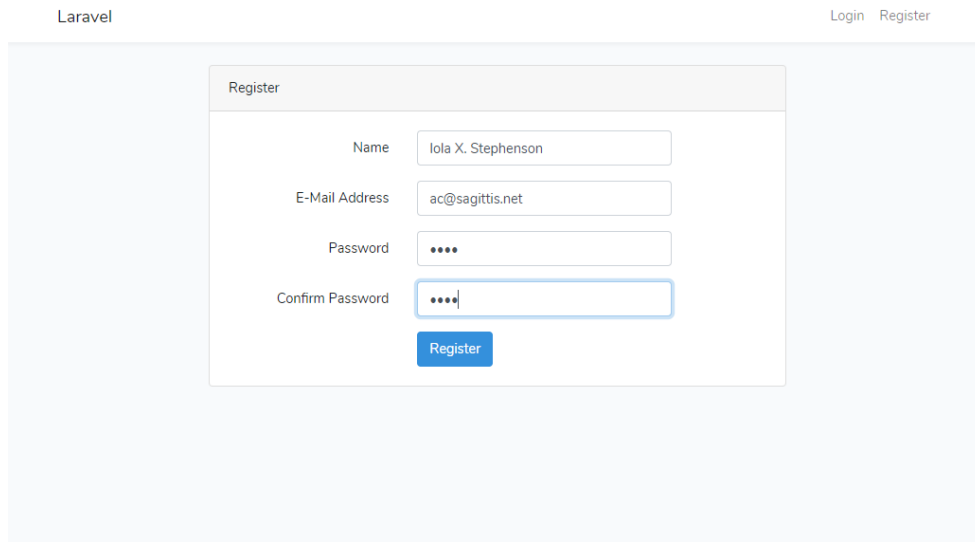 Laravel Login Register
Register
Name Iola X. Stephenson
E-Mail Address ac@sagittis.net
Password ••••
Confirm Password ••••
Register